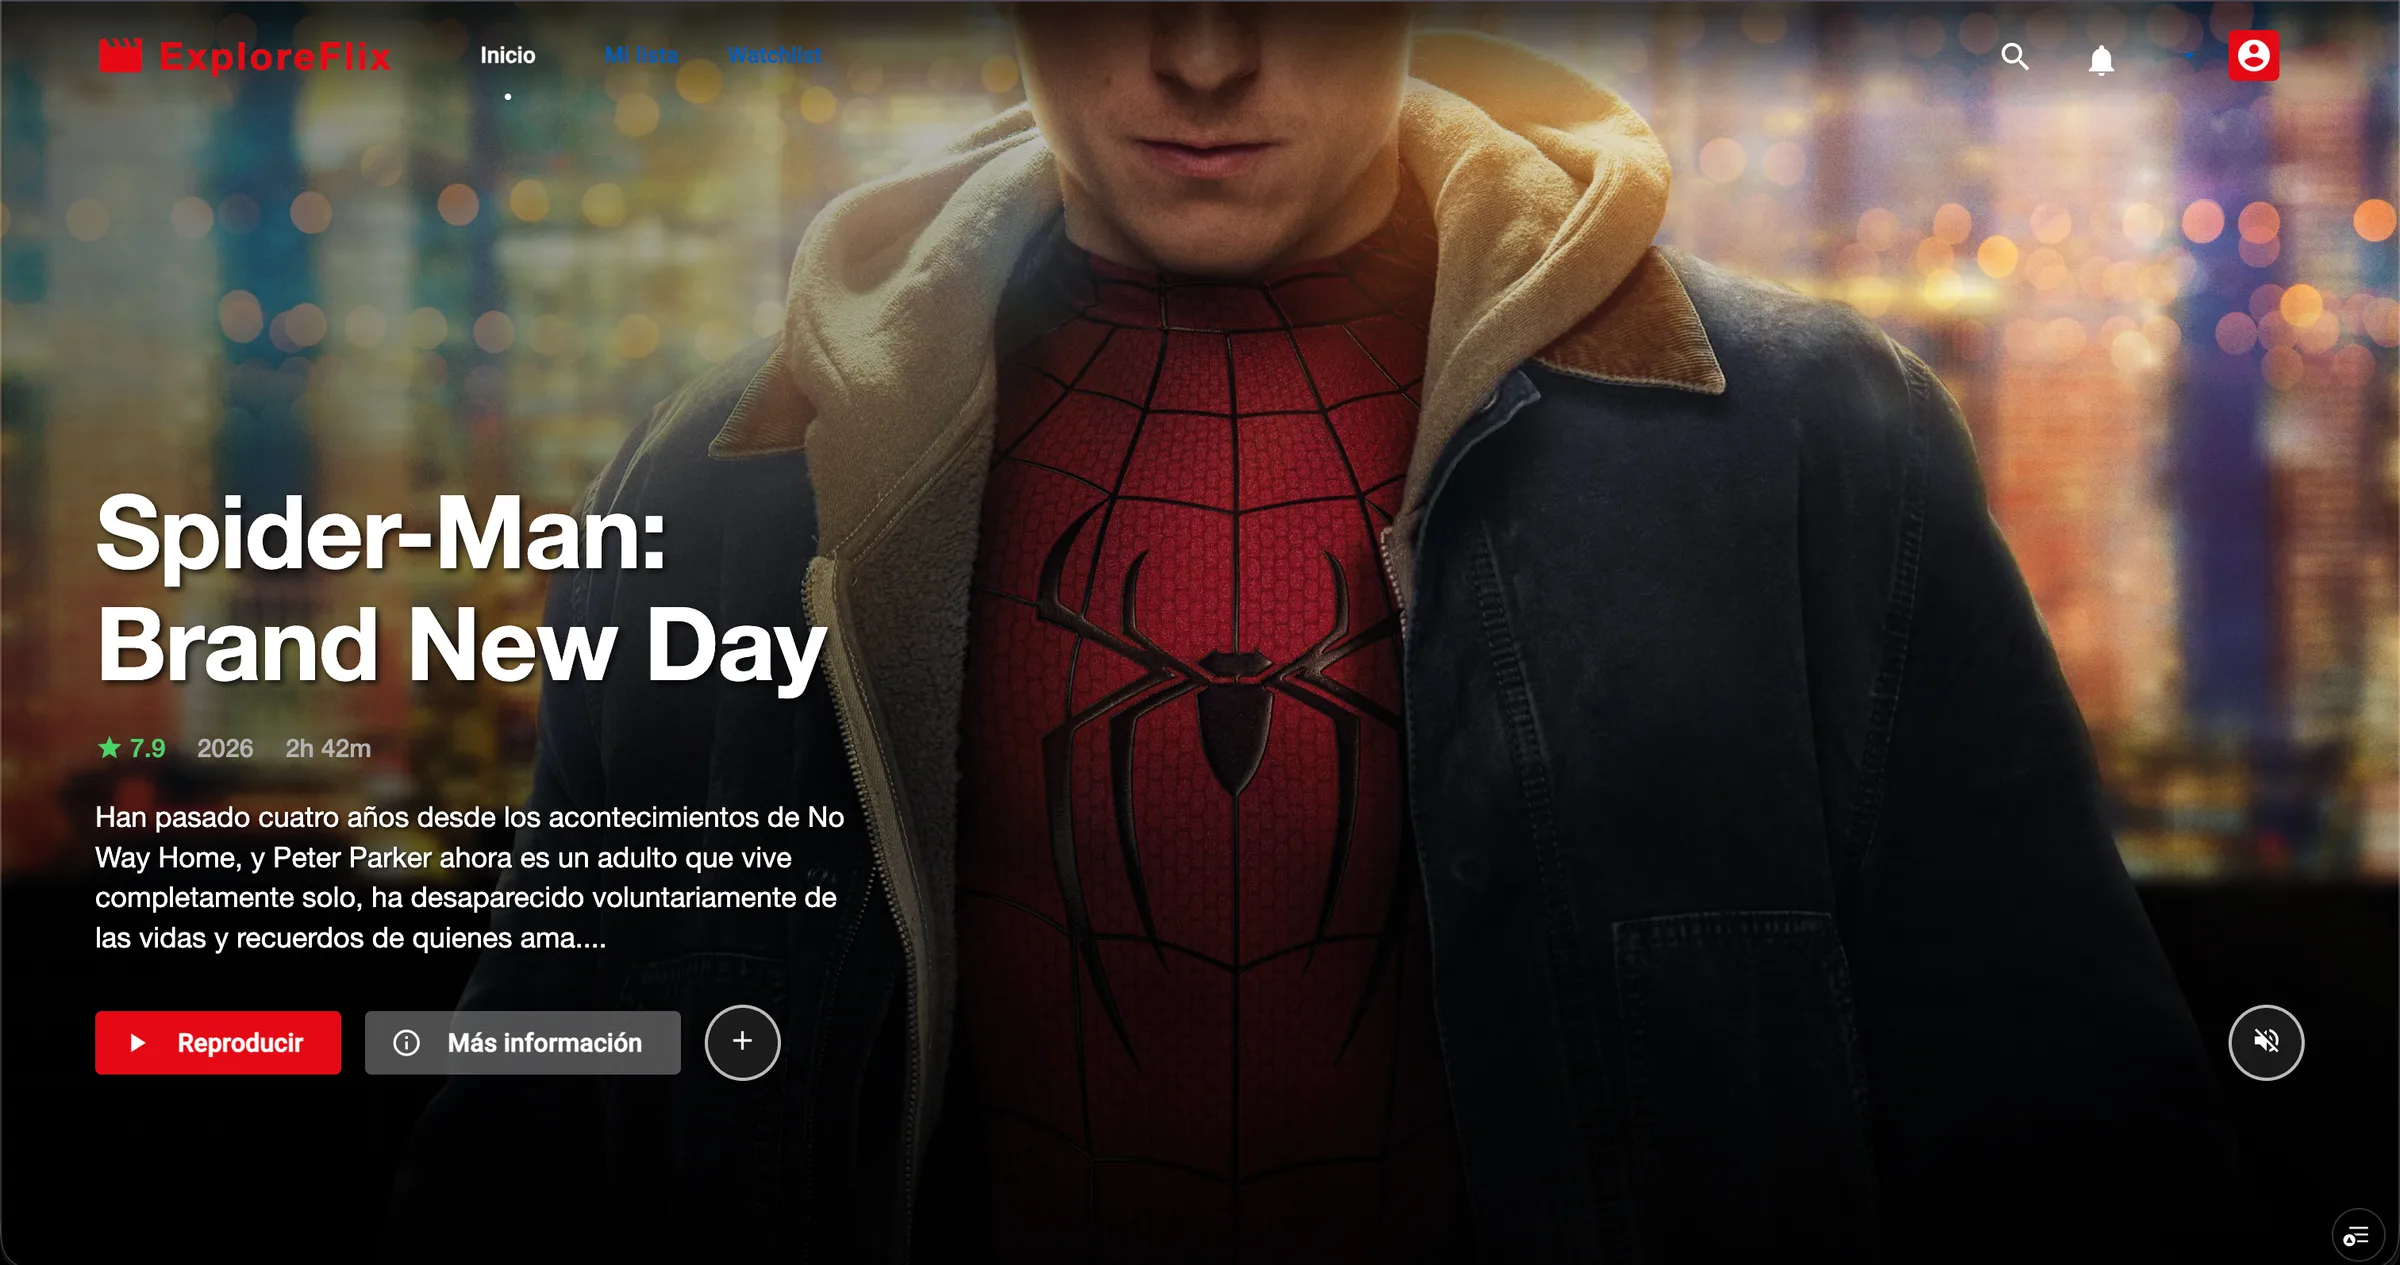 ExploreFlix
Inicio
Mi lista
Watchlist
Spider-Man:
Brand New Day
7.9 2026 2h 42m
Han pasado cuatro años desde los acontecimientos de No
Way Home, y Peter Parker ahora es un adulto que vive
completamente solo, ha desaparecido voluntariamente de
las vidas y recuerdos de quienes ama....
Reproducir
Más información